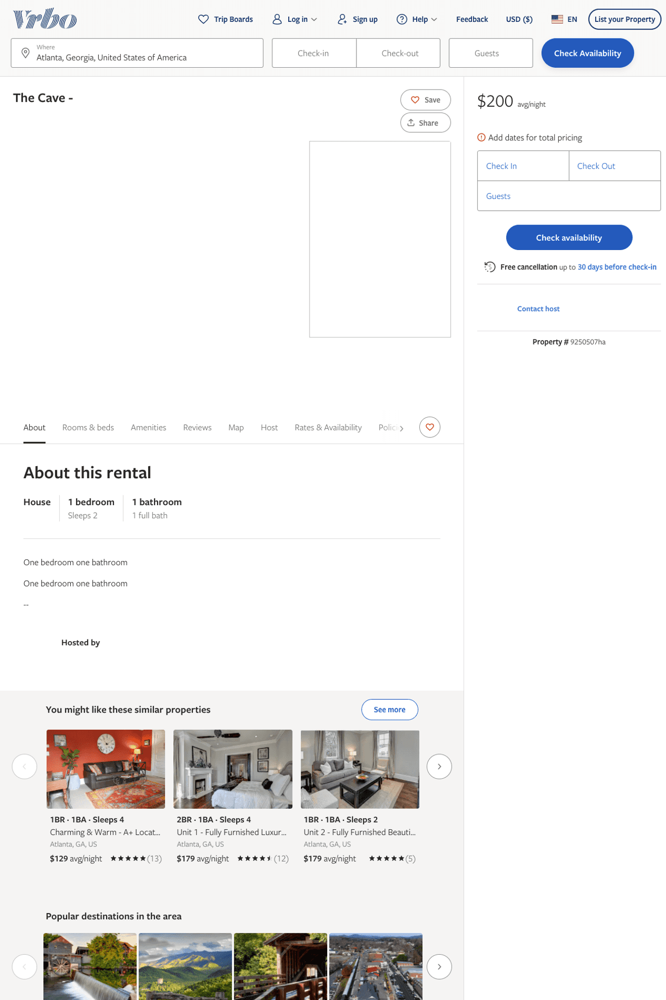 Vrbo
Trip Boards
Log in
Sign up
Help
Feedback
USD ($)
EN
List your Property
Where
Atlanta, Georgia, United States of America
Check-in
Check-out
Guests
Check Availability
The Cave -
Save
Share
$200 avg/night
Add dates for total pricing
Check In
Check Out
Guests
Check availability
Free cancellation up to 30 days before check-in
Contact host
Property # 9250507ha
About
Rooms & beds
Amenities
Reviews
Map
Host
Rates & Availability
Polici
About this rental
House
1 bedroom
Sleeps 2
1 bathroom
1 full bath
One bedroom one bathroom
One bedroom one bathroom
--
Hosted by
You might like these similar properties
See more
1BR · 1BA · Sleeps 4
Charming & Warm - A+ Locat...
Atlanta, GA, US
$129 avg/night
(13)
2BR · 1BA · Sleeps 4
Unit 1 - Fully Furnished Luxur...
Atlanta, GA, US
$179 avg/night
(12)
1BR · 1BA · Sleeps 2
Unit 2 - Fully Furnished Beauti...
Atlanta, GA, US
$179 avg/night
(5)
Popular destinations in the area